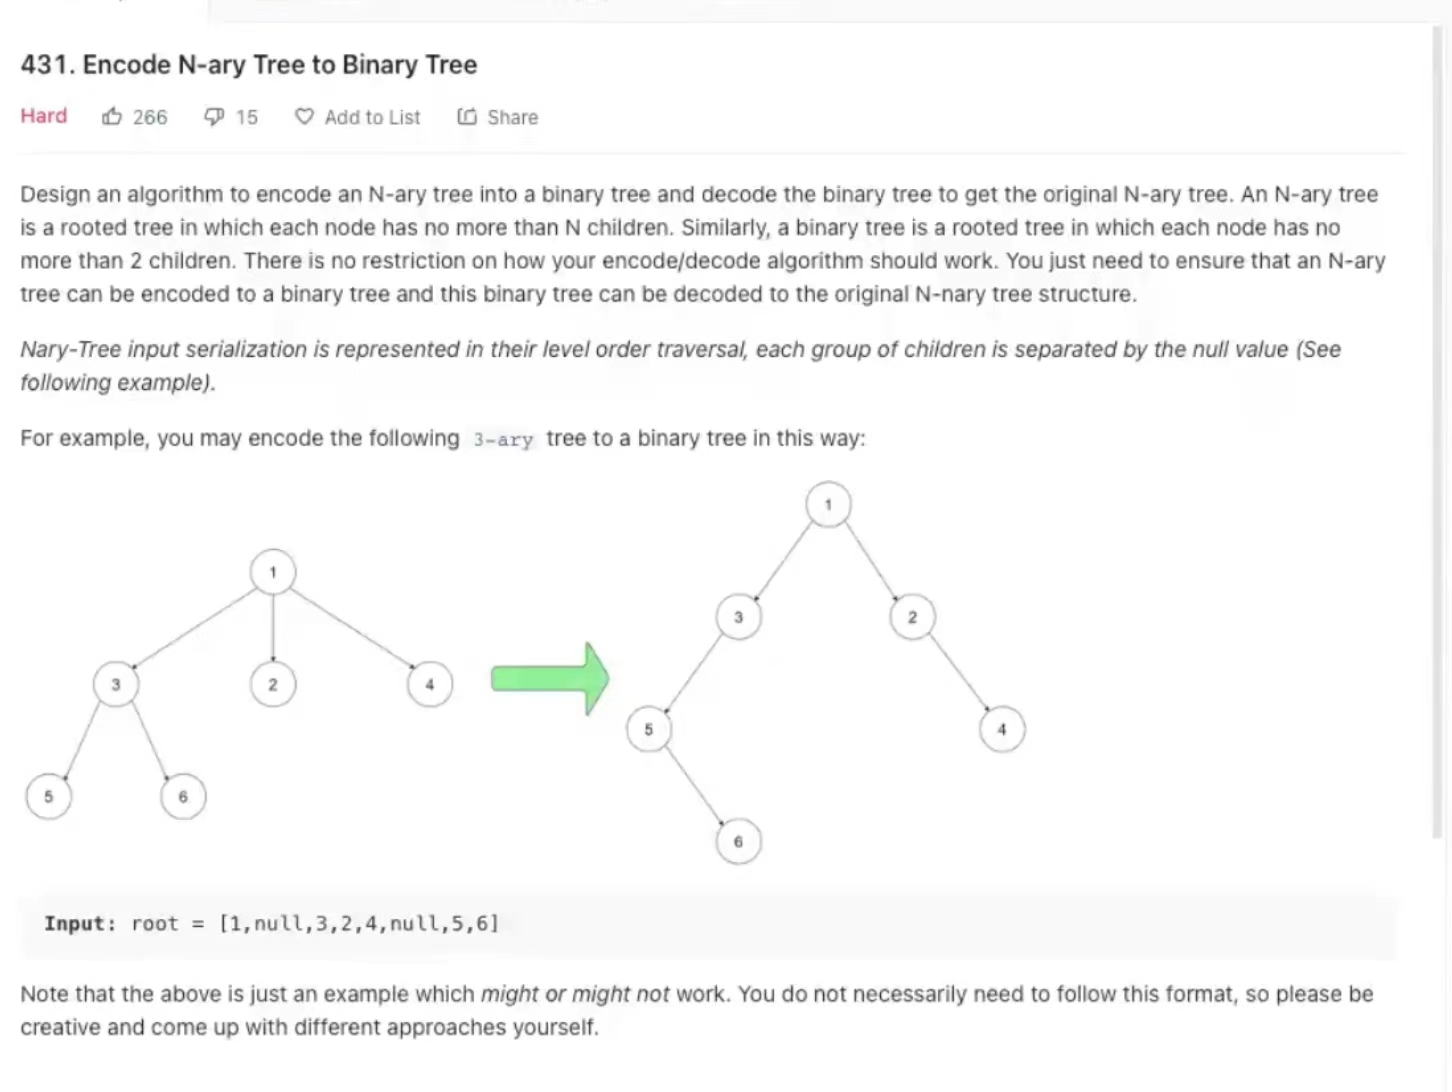 431. Encode N-ary Tree to Binary Tree
Hard 266 15 Add to List Share
Design an algorithm to encode an N-ary tree into a binary tree and decode the binary tree to get the original N-ary tree. An N-ary tree
is a rooted tree in which each node has no more than N children. Similarly, a binary tree is a rooted tree in which each node has no
more than 2 children. There is no restriction on how your encode/decode algorithm should work. You just need to ensure that an N-ary
tree can be encoded to a binary tree and this binary tree can be decoded to the original N-nary tree structure.
Nary-Tree input serialization is represented in their level order traversal, each group of children is separated by the null value (See
following example).
For example, you may encode the following 3-ary tree to a binary tree in this way:
1
3 2 4
5 6
1
3 2
5 4
6
Input: root = [1,null,3,2,4,null,5,6]
Note that the above is just an example which might or might not work. You do not necessarily need to follow this format, so please be
creative and come up with different approaches yourself.